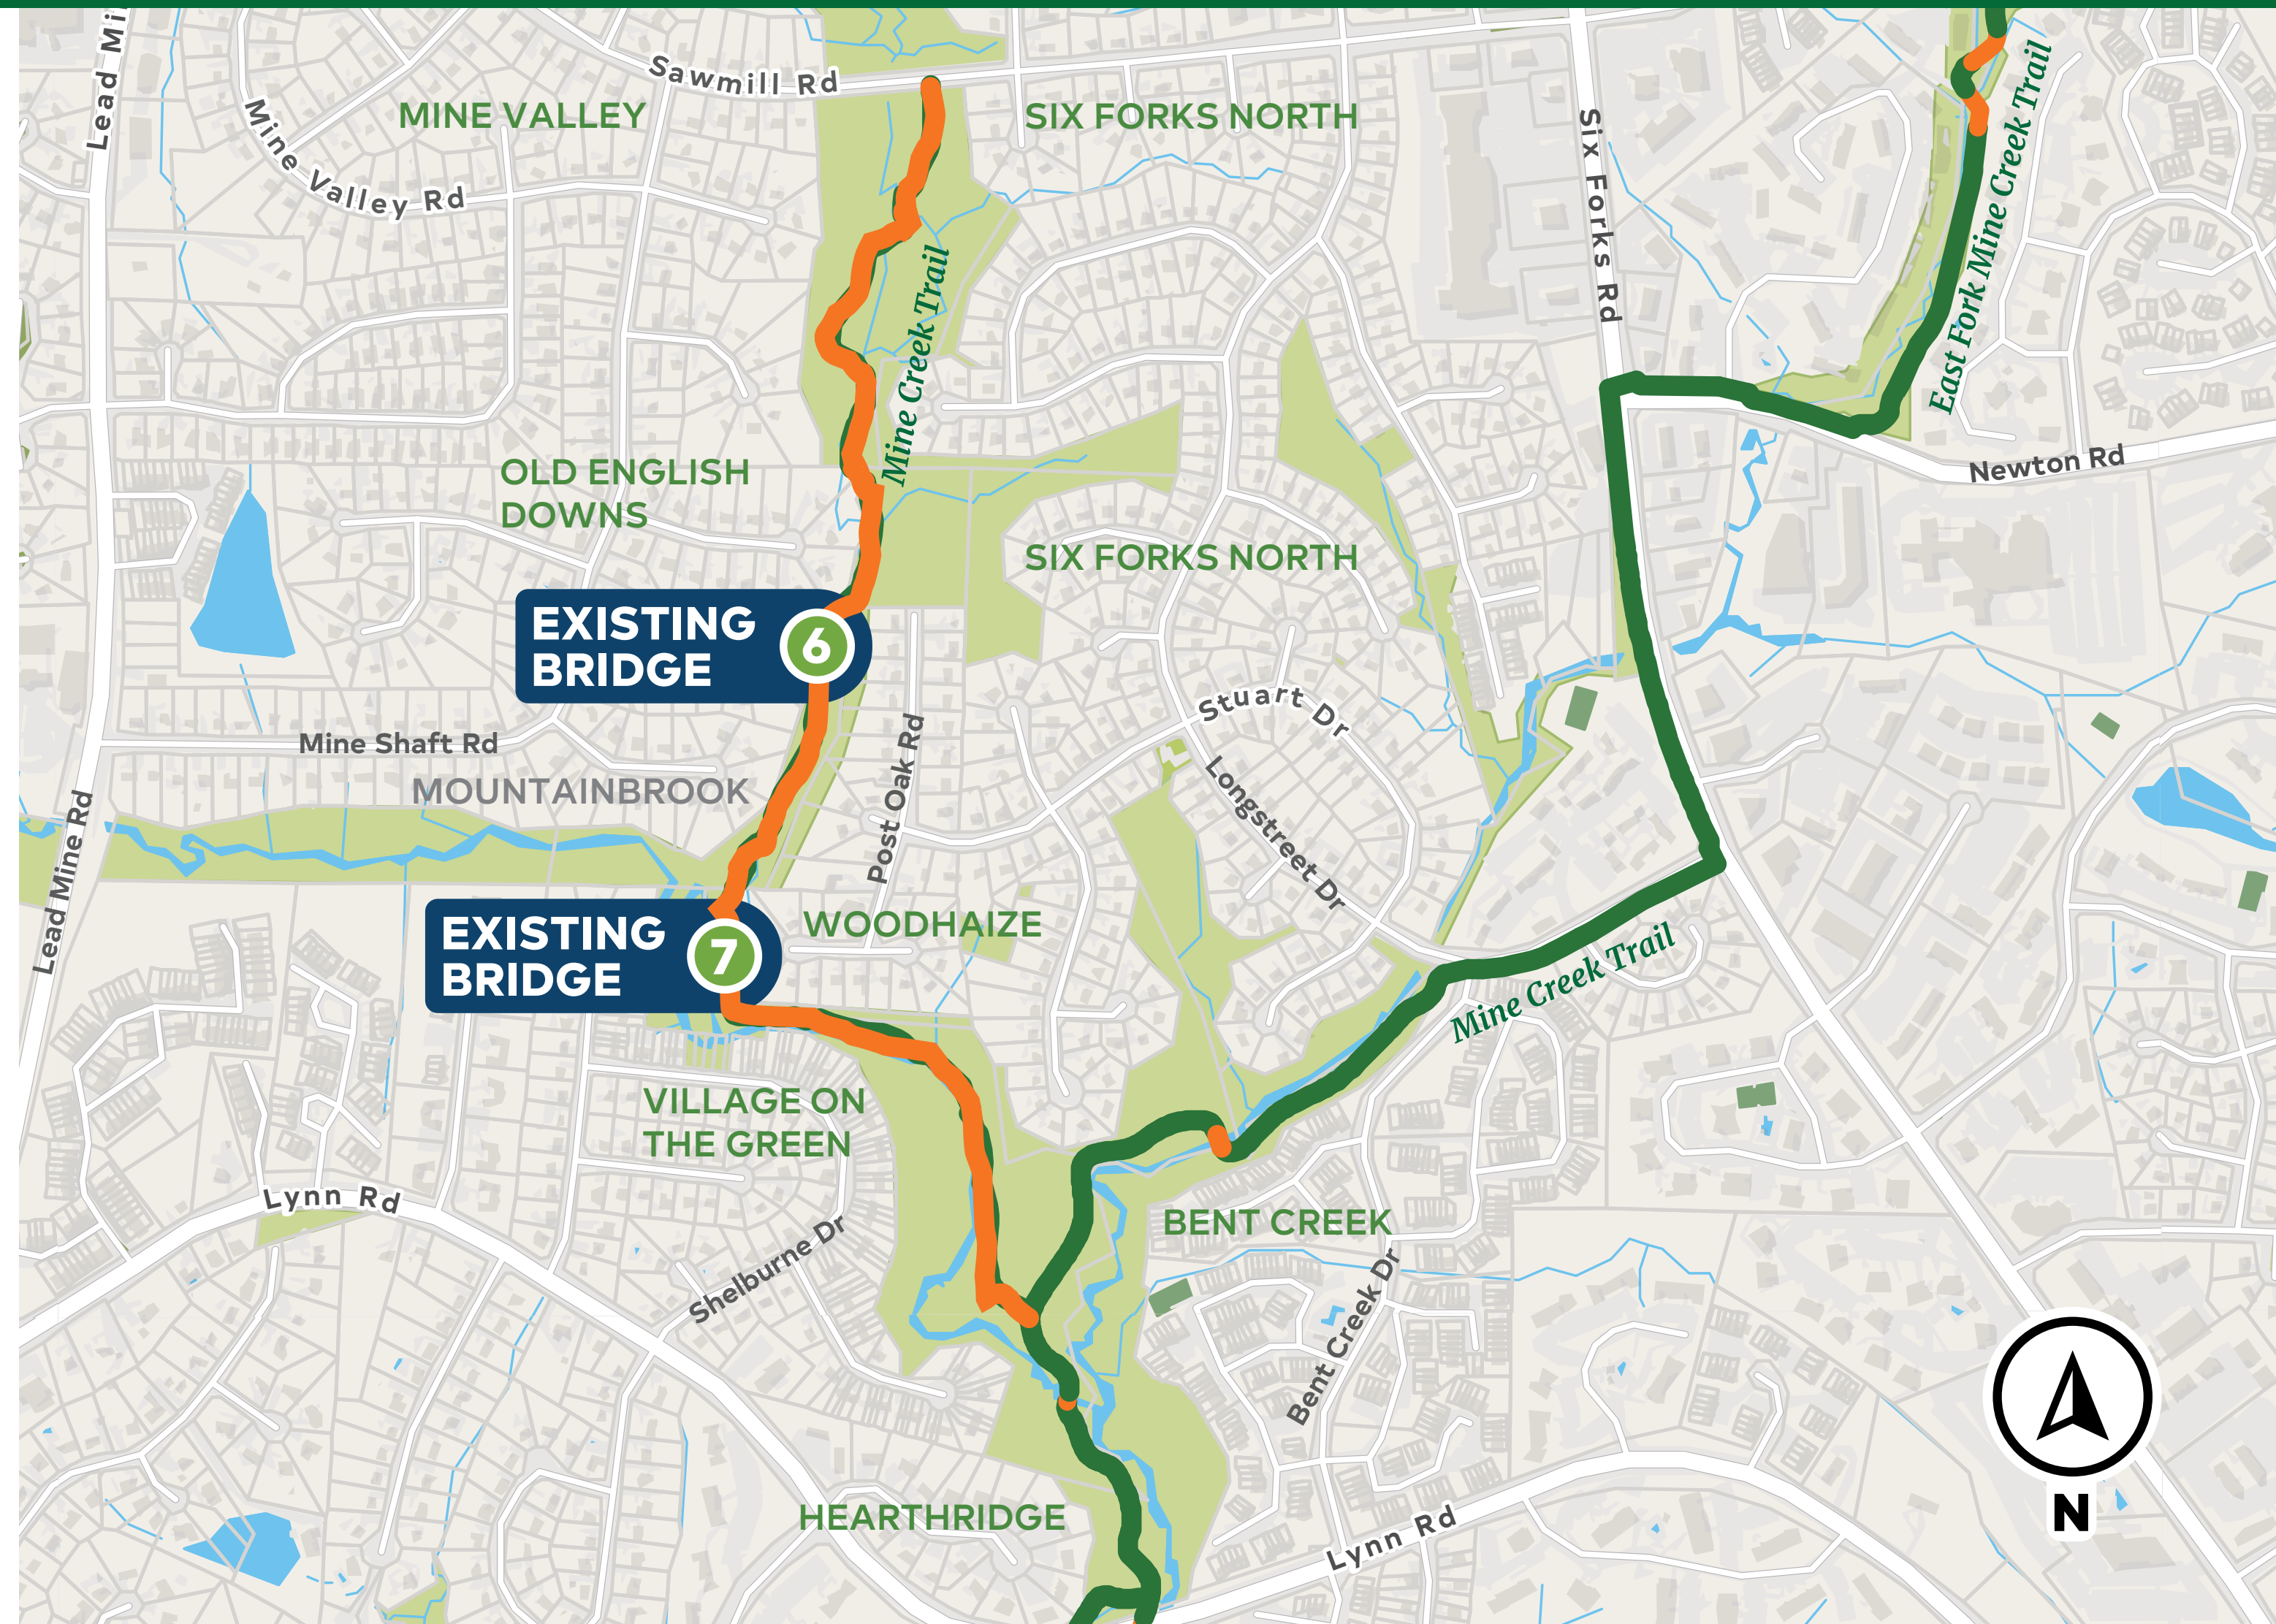 Lead Mi
Sawmill Rd
MINE VALLEY
SIX FORKS NORTH
Mine Valley Rd
Six Forks Rd
East Fork Mine Creek Trail
Mine Creek Trail
OLD ENGLISH
DOWNS
Newton Rd
SIX FORKS NORTH
EXISTING
BRIDGE
6
Stuart Dr
Mine Shaft Rd
Post Oak Rd
MOUNTAINBROOK
Longstreet Dr
Lead Mine Rd
WOODHAIZE
EXISTING
BRIDGE
7
Mine Creek Trail
VILLAGE ON
THE GREEN
Lynn Rd
BENT CREEK
Shelburne Dr
Bent Creek Dr
HEARTHRIDGE
Lynn Rd
N